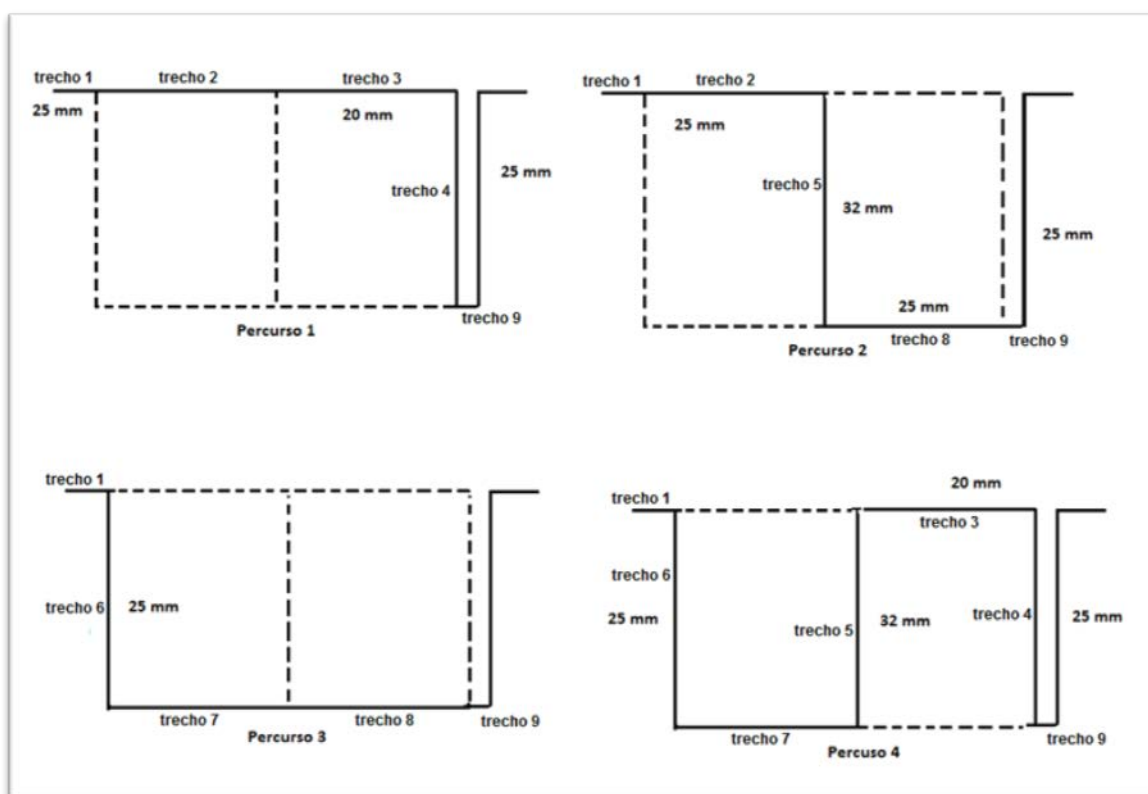 trecho 1
trecho 2
trecho 3
25 mm
20 mm
25 mm
trecho 4
trecho 9
Percurso 1
trecho 1
trecho 2
25 mm
trecho 5
32 mm
25 mm
25 mm
trecho 8
trecho 9
Percurso 2
trecho 1
trecho 6
25 mm
trecho 7
trecho 8
trecho 9
Percurso 3
20 mm
trecho 1
trecho 3
trecho 6
25 mm
trecho 5
32 mm
trecho 4
25 mm
trecho 7
trecho 9
Percuso 4